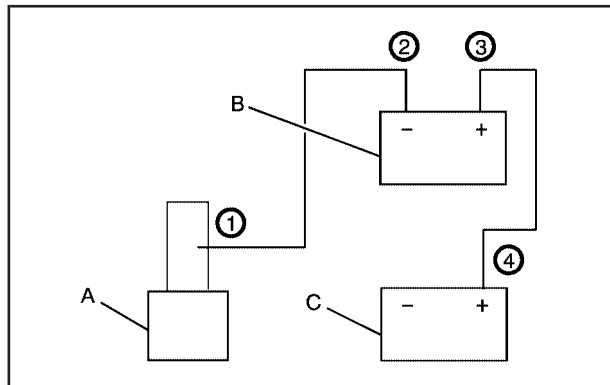 ② ③
B
− +
①
④
A
C
− +